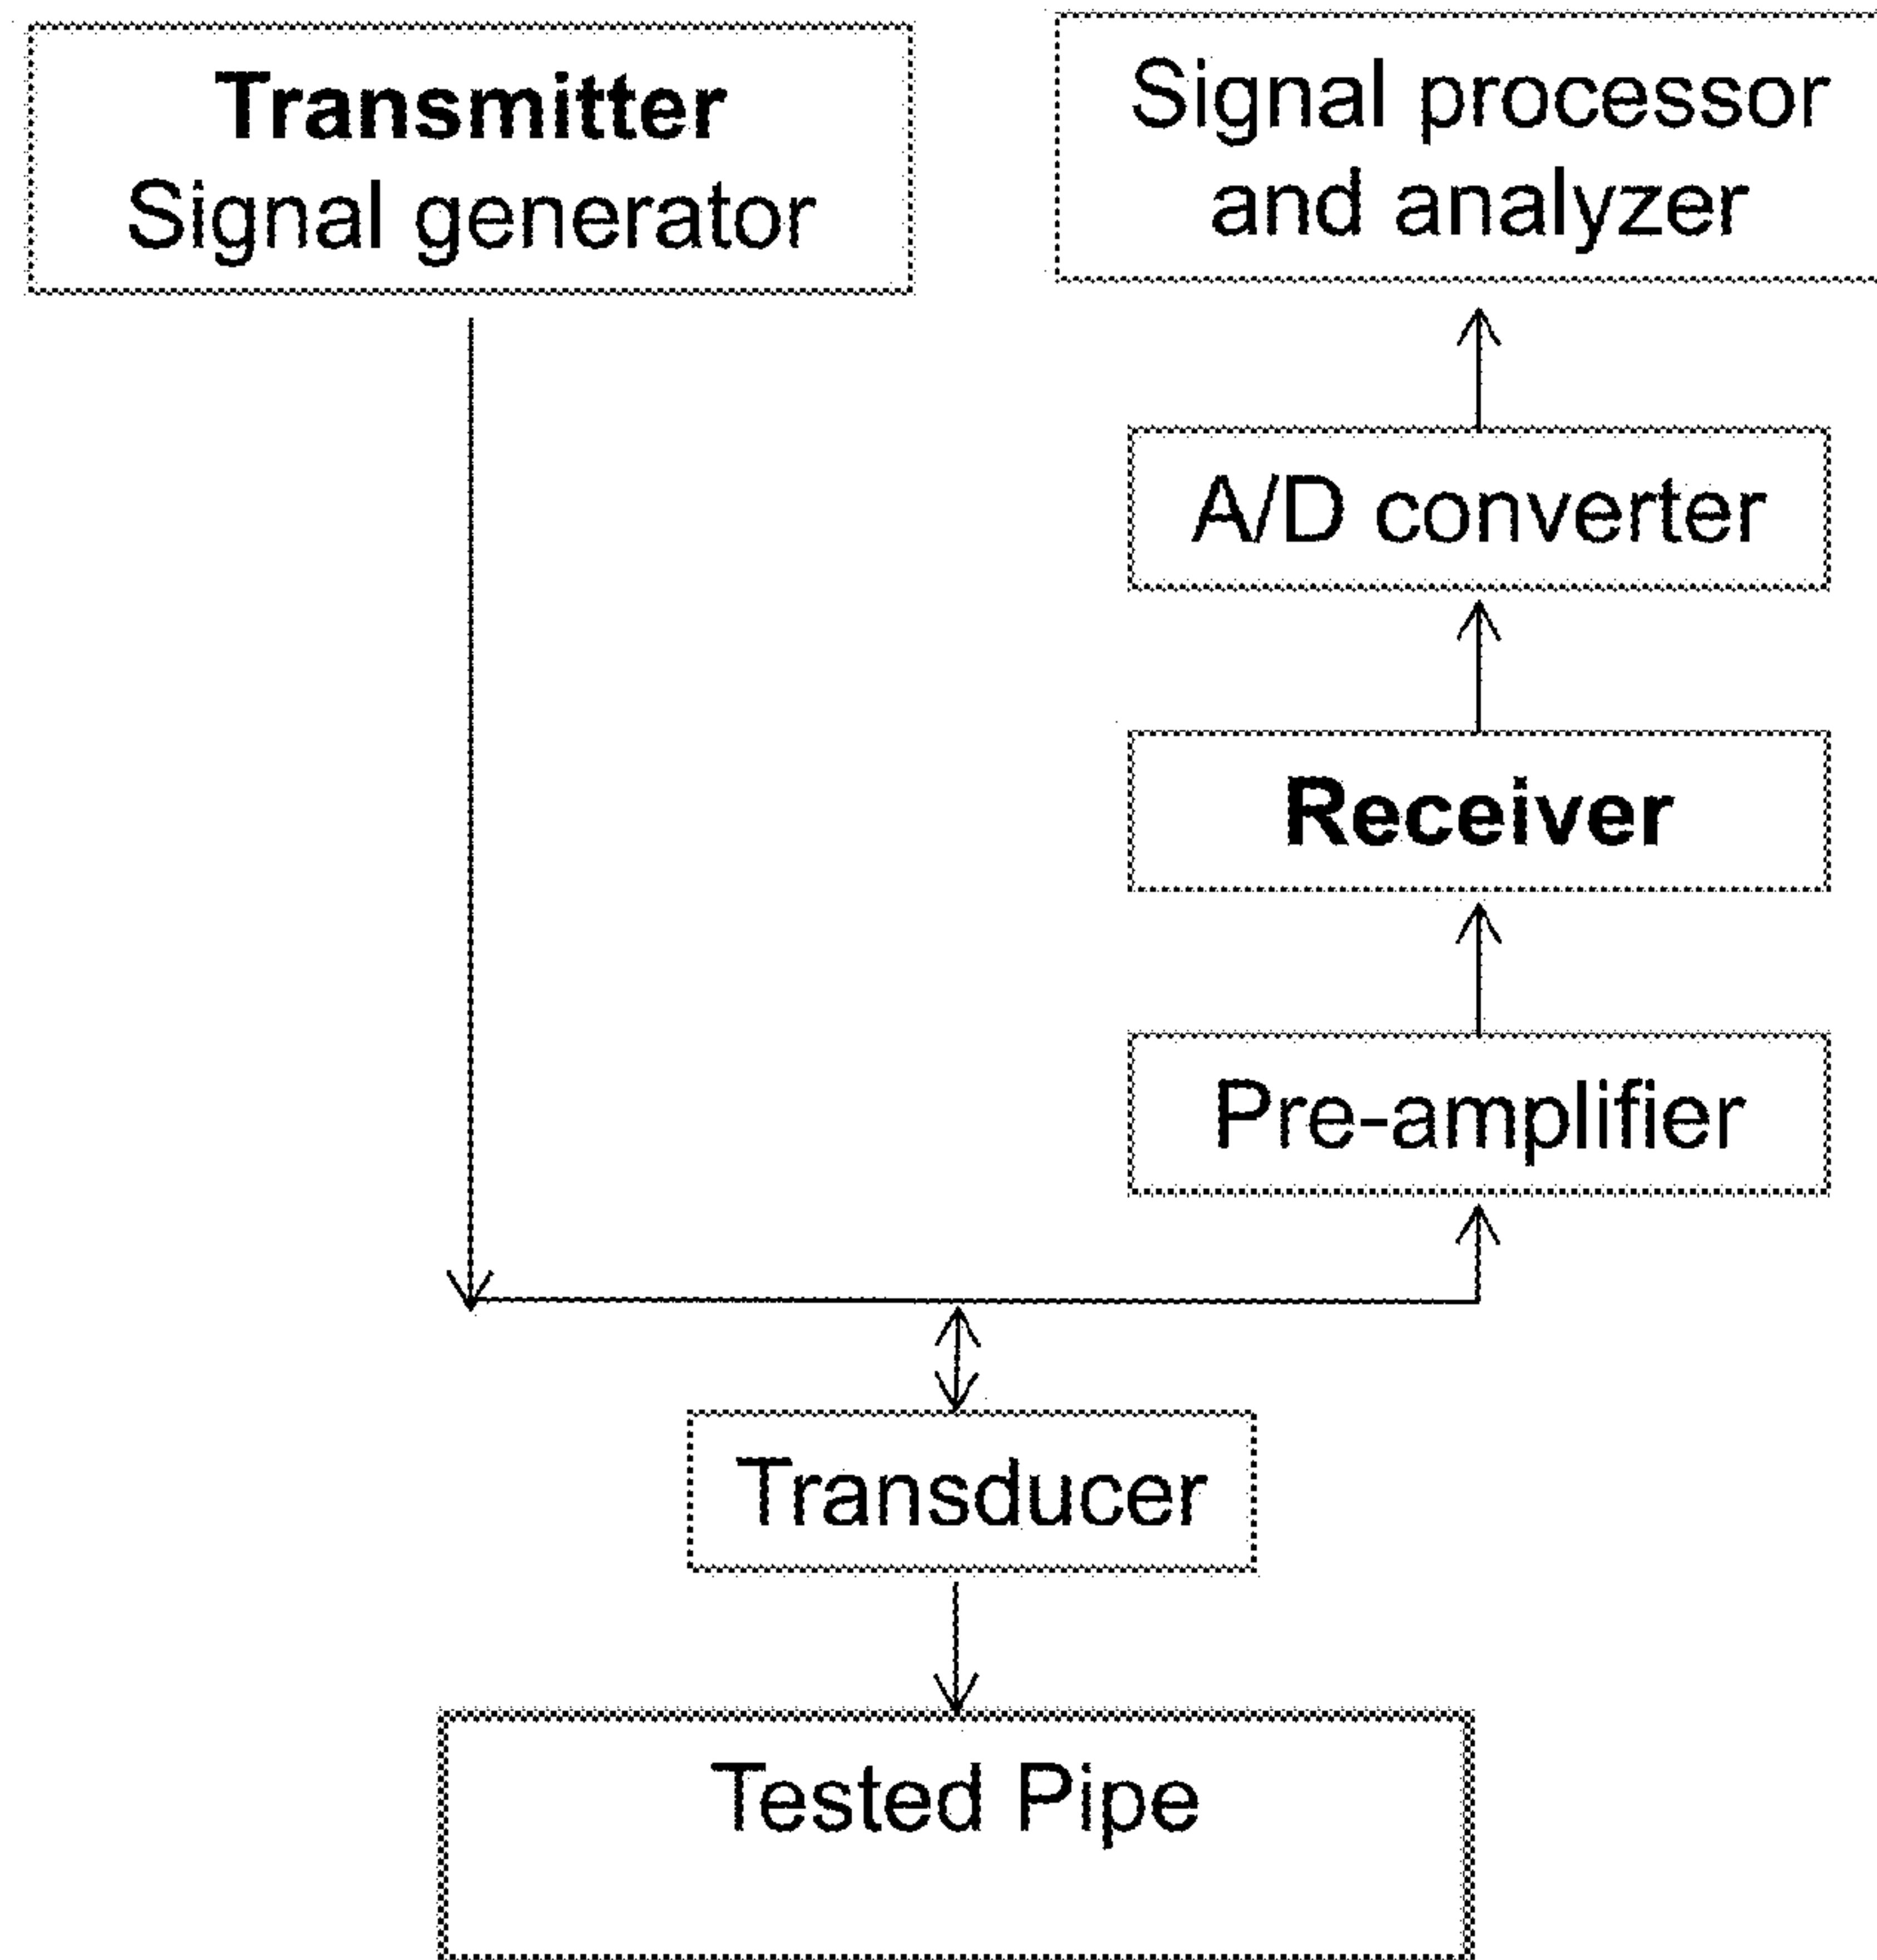 Transmitter
Signal generator
Signal processor
and analyzer
A/D converter
Receiver
Pre-amplifier
Transducer
Tested Pipe